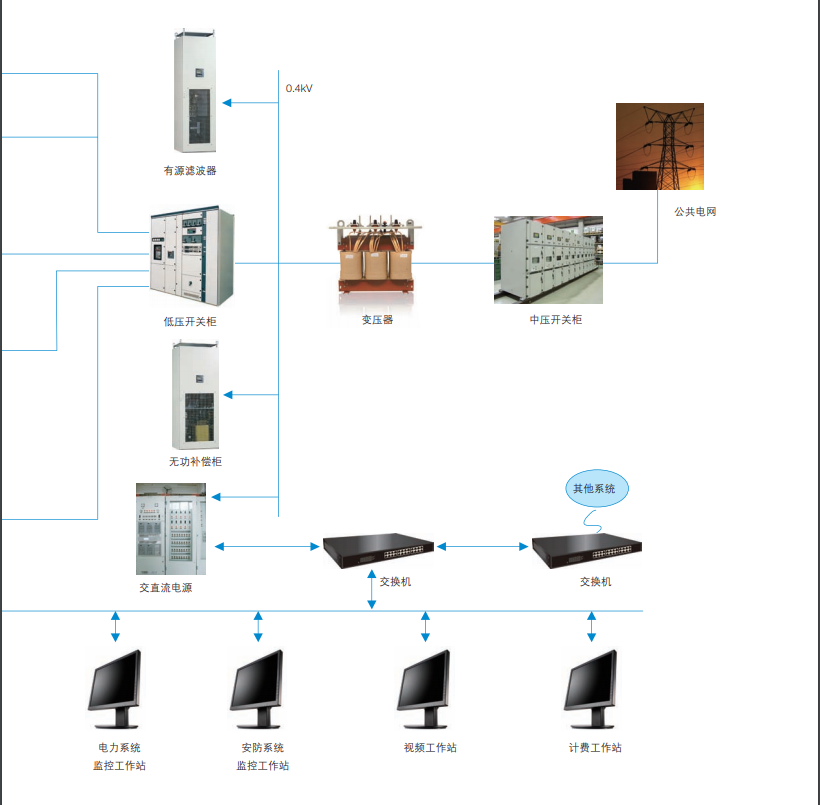 0.4kV
有源滤波器
公共电网
低压开关柜
变压器
中压开关柜
无功补偿柜
其他系统
交直流电源
交换机
交换机
电力系统
监控工作站
安防系统
监控工作站
视频工作站
计费工作站